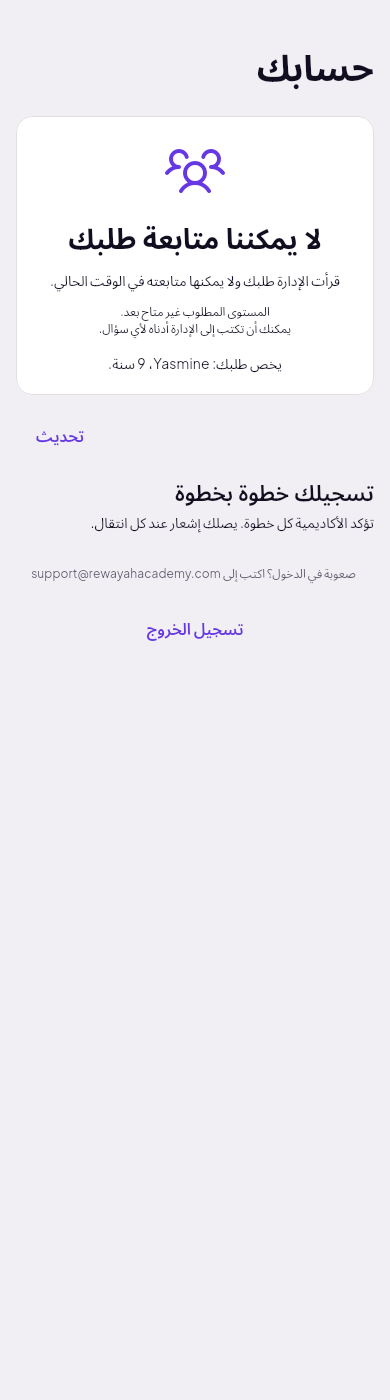 حسابك
لا يمكننا متابعة طلبك
قرأت الإدارة طلبك ولا يمكنها متابعته في الوقت الحالي.
المستوى المطلوب غير متاح بعد.
يمكنك أن تكتب إلى الإدارة أدناه لأي سؤال.
يخص طلبك: Yasmine، 9 سنة.
تحديث
تسجيلك خطوة بخطوة
تؤكد الأكاديمية كل خطوة. يصلك إشعار عند كل انتقال.
صعوبة في الدخول؟ اكتب إلى support@rewayahacademy.com
تسجيل الخروج